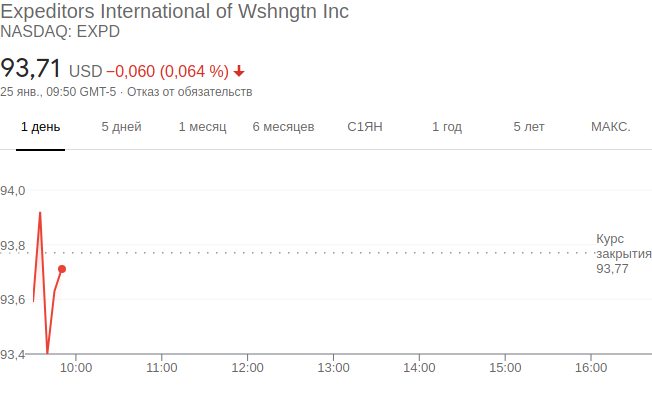 Expeditors International of Wshngtn Inc
NASDAQ: EXPD
93,71 USD −0,060 (0,064 %)
25 янв., 09:50 GMT-5 · Отказ от обязательств
1 день 5 дней 1 месяц 6 месяцев С1ЯН 1 год 5 лет МАКС.
94,0
93,8
93,6
93,4
Курс
закрытия
93,77
10:00 11:00 12:00 13:00 14:00 15:00 16:00